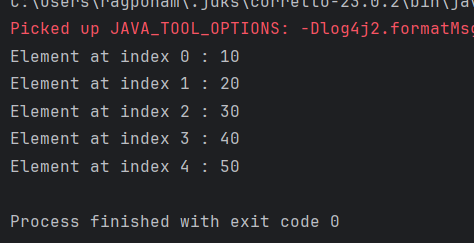 C:\Users\ragponam\.jdks\corretto-23.0.2\bin\jav
Picked up JAVA_TOOL_OPTIONS: -Dlog4j2.formatMsg
Element at index 0 : 10
Element at index 1 : 20
Element at index 2 : 30
Element at index 3 : 40
Element at index 4 : 50
Process finished with exit code 0